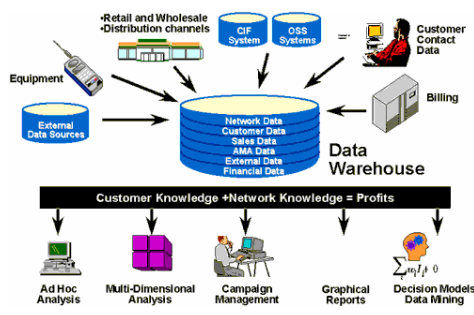 •Retail and Wholesale
•Distribution channels
CIF
System
OSS
Systems
Customer
Contact
Data
Equipment
Billing
External
Data Sources
Network Data
Customer Data
Sales Data
AMA Data
External Data
Financial Data
Data
Warehouse
Customer Knowledge +Network Knowledge = Profits
Ad Hoc
Analysis
Multi-Dimensional
Analysis
Campaign
Management
Graphical
Reports
Decision Models
Data Mining